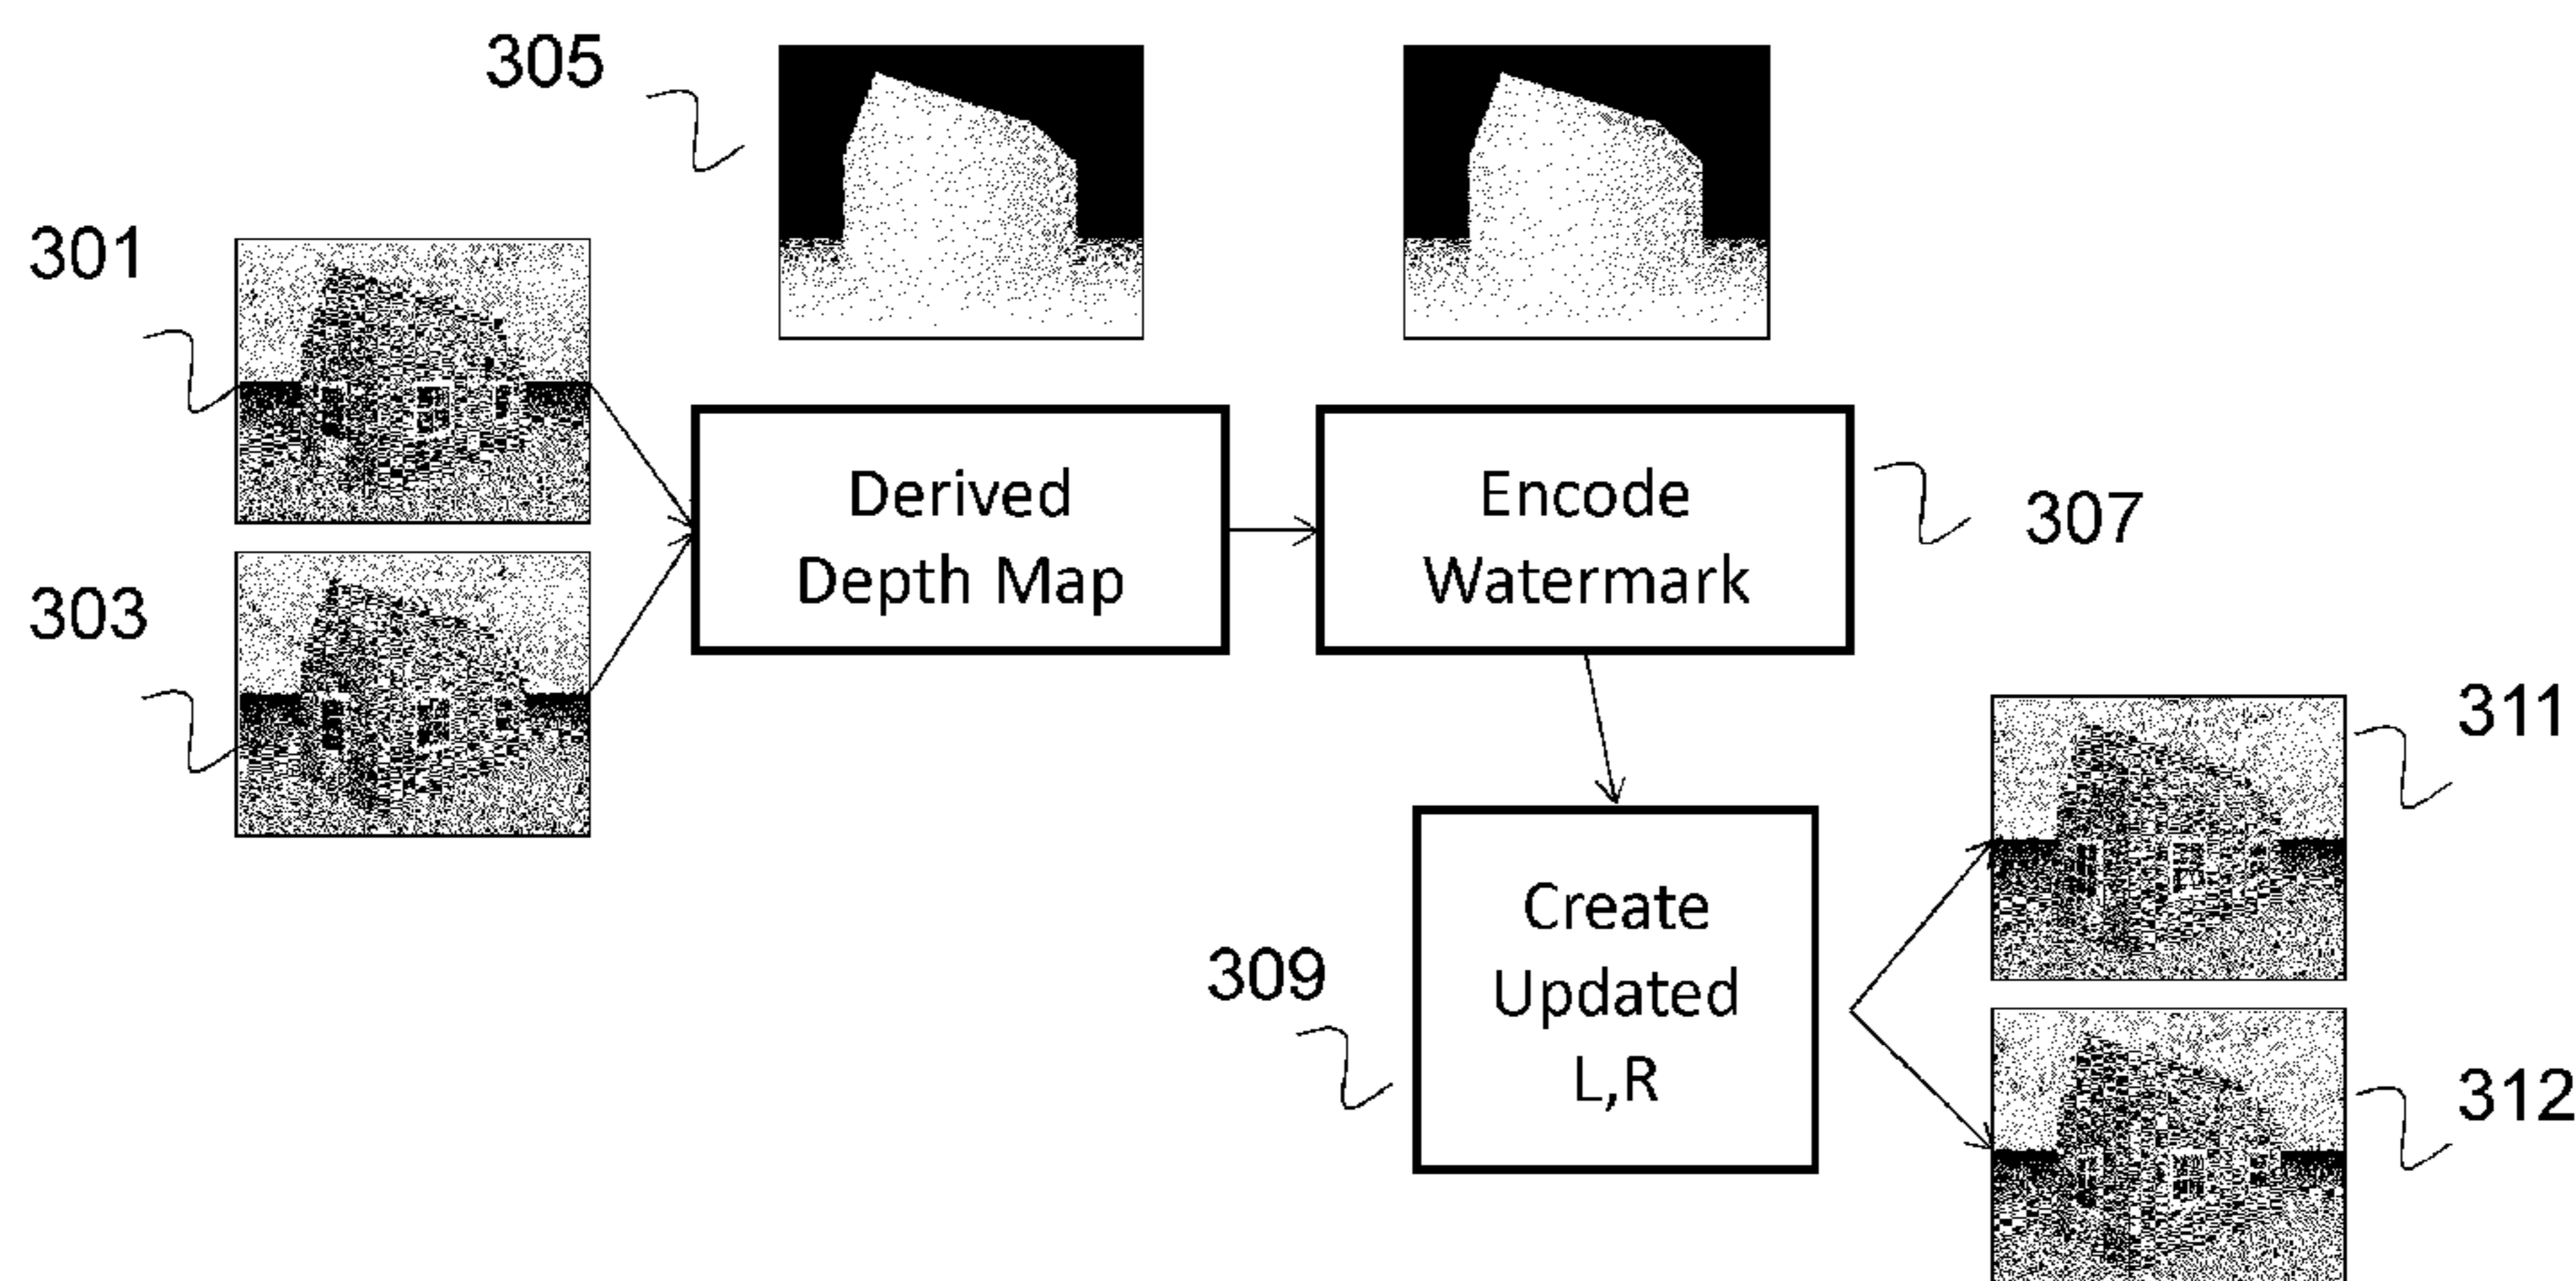 305
301
303
Derived
Depth Map
Encode
Watermark
307
309
Create
Updated
L,R
311
312